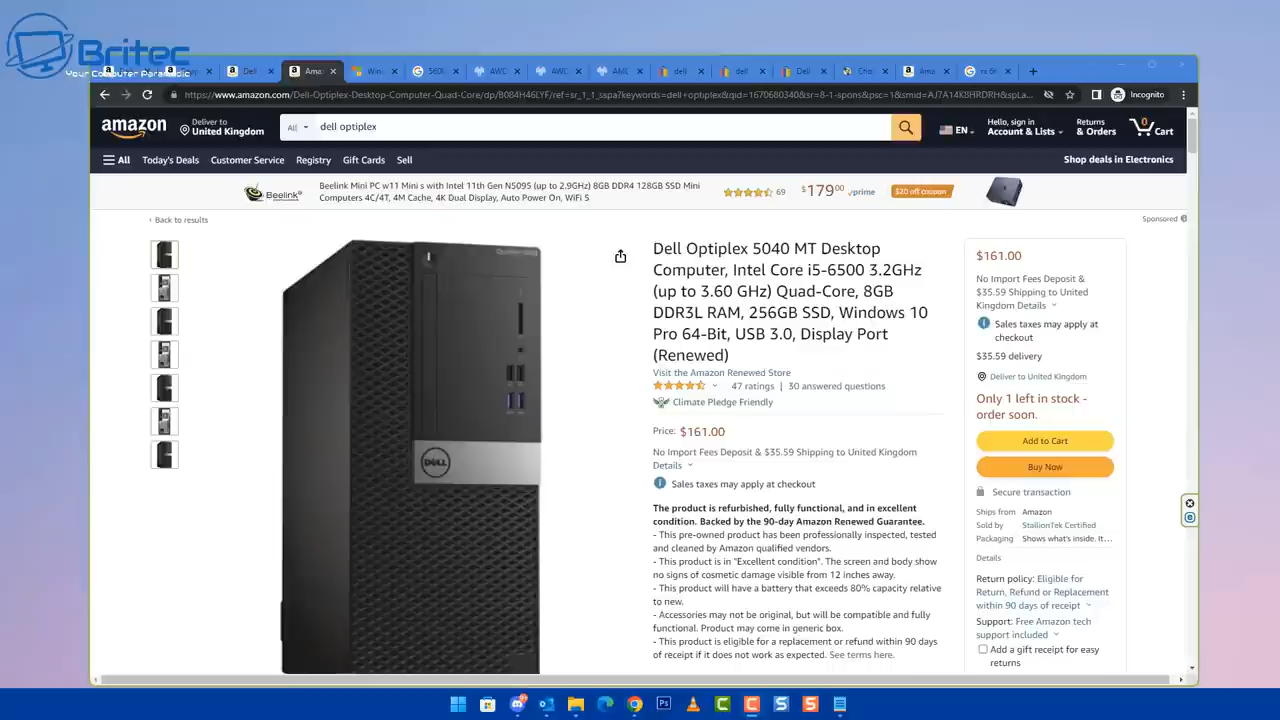 Britec
Your Computer Paramedic
Dell
Ama
Win
560
AWC
AWC
AMD
dell
dell
Dell
Cho
Ama
rx 6
https://www.amazon.com/Dell-Optiplex-Desktop-Computer-Quad-Core/dp/B084H46LYF/ref=sr_1_1_sspa?keywords=dell+optiplex&qid=1670680340&sr=8-1-spons&psc=1&smid=AJ7A14K8HRDRH&spLa...
Incognito
amazon
Deliver to
United Kingdom
All
dell optiplex
EN
Hello, sign in
Account & Lists
Returns
& Orders
0
Cart
All
Today's Deals
Customer Service
Registry
Gift Cards
Sell
Shop deals in Electronics
Beelink
Beelink Mini PC w11 Mini s with Intel 11th Gen N5095 (up to 2.9GHz) 8GB DDR4 128GB SSD Mini
Computers 4C/4T, 4M Cache, 4K Dual Display, Auto Power On, WiFi 5
69
$179.00
prime
$20 off coupon
‹ Back to results
Sponsored
Dell Optiplex 5040 MT Desktop
Computer, Intel Core i5-6500 3.2GHz
(up to 3.60 GHz) Quad-Core, 8GB
DDR3L RAM, 256GB SSD, Windows 10
Pro 64-Bit, USB 3.0, Display Port
(Renewed)
Visit the Amazon Renewed Store
47 ratings | 30 answered questions
Climate Pledge Friendly
Price: $161.00
No Import Fees Deposit & $35.59 Shipping to United Kingdom
Details
Sales taxes may apply at checkout
The product is refurbished, fully functional, and in excellent
condition. Backed by the 90-day Amazon Renewed Guarantee.
- This pre-owned product has been professionally inspected, tested
and cleaned by Amazon qualified vendors.
- This product is in "Excellent condition". The screen and body show
no signs of cosmetic damage visible from 12 inches away.
- This product will have a battery that exceeds 80% capacity relative
to new.
- Accessories may not be original, but will be compatible and fully
functional. Product may come in generic box.
- This product is eligible for a replacement or refund within 90 days
of receipt if it does not work as expected. See terms here.
DELL
$161.00
No Import Fees Deposit &
$35.59 Shipping to United
Kingdom Details
Sales taxes may apply at
checkout
$35.59 delivery
Deliver to United Kingdom
Only 1 left in stock -
order soon.
Add to Cart
Buy Now
Secure transaction
Ships from Amazon
Sold by StallionTek Certified
Packaging Shows what's inside. It...
Details
Return policy: Eligible for
Return, Refund or Replacement
within 90 days of receipt
Support: Free Amazon tech
support included
Add a gift receipt for easy
returns